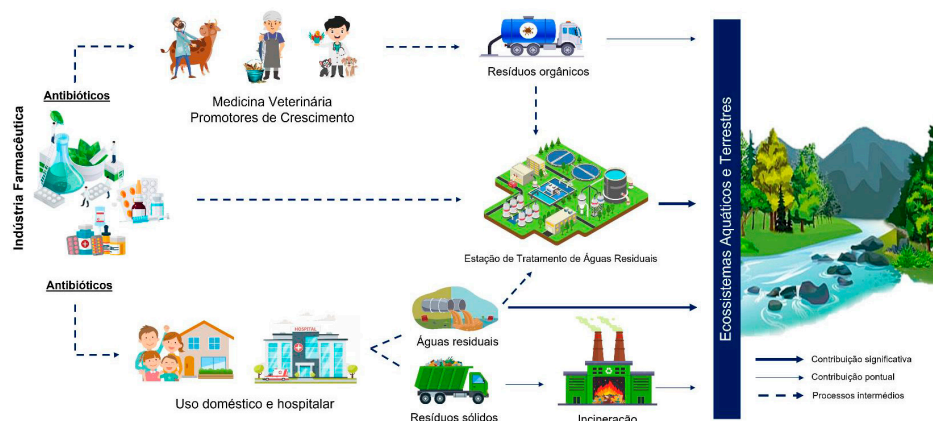 Indústria Farmacêutica
Antibióticos
Medicina Veterinária
Promotores de Crescimento
Resíduos orgânicos
Estação de Tratamento de Águas Residuais
Antibióticos
HOSPITAL
Uso doméstico e hospitalar
Águas residuais
Resíduos sólidos
Incineração
Ecossistemas Aquáticos e Terrestres
Contribuição significativa
Contribuição pontual
Processos intermédios